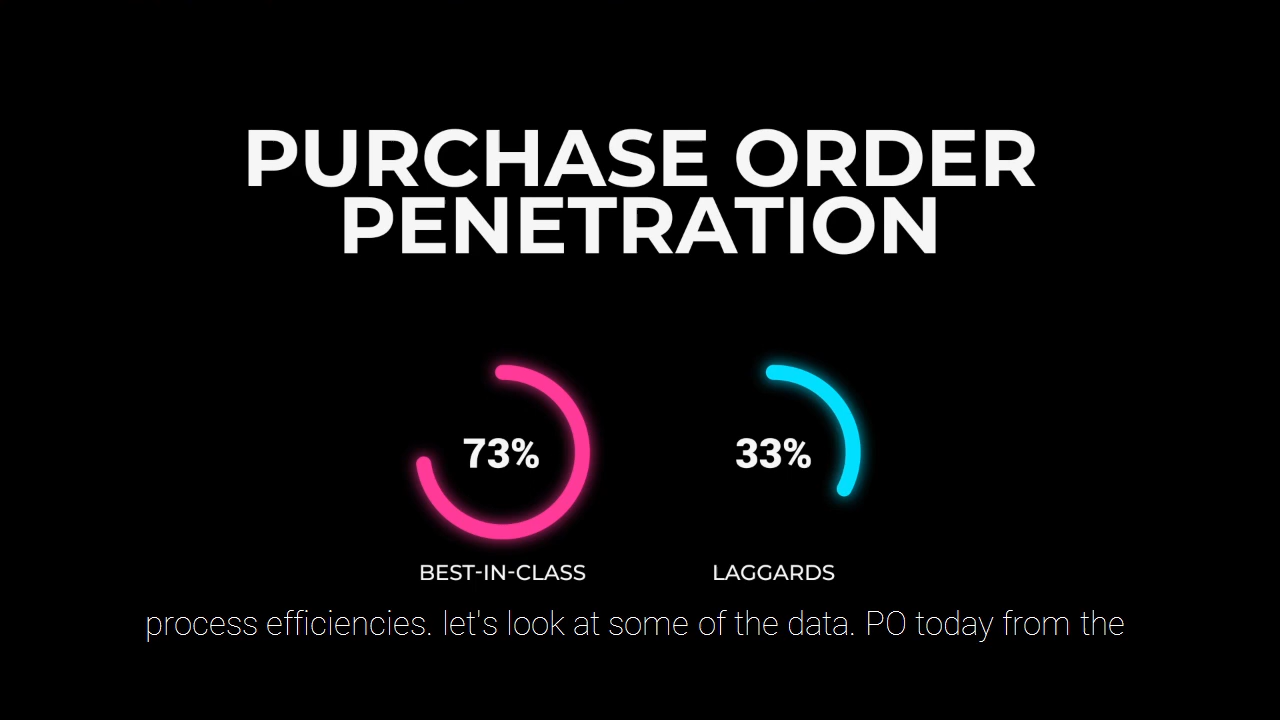 PURCHASE ORDER
PENETRATION
73%
33%
BEST-IN-CLASS
LAGGARDS
process efficiencies. let's look at some of the data. PO today from the